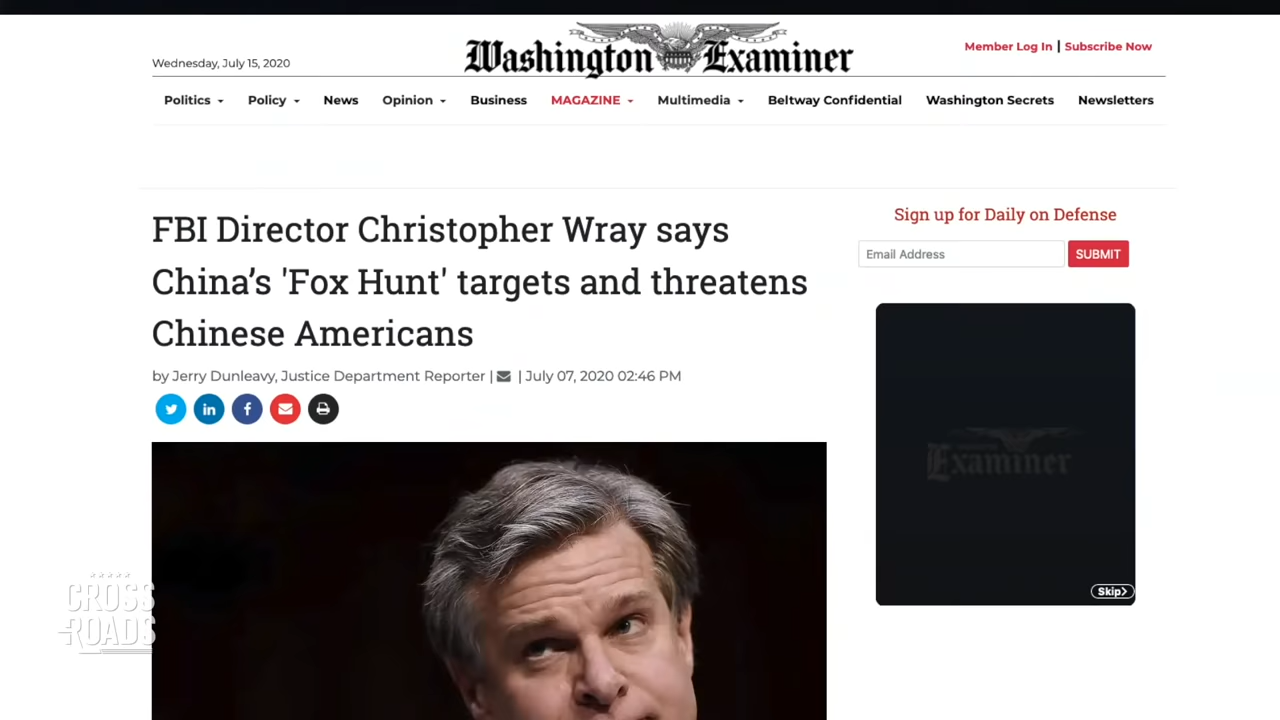 Washington Examiner
Member Log In | Subscribe Now
Wednesday, July 15, 2020
Politics Policy News Opinion Business MAGAZINE Multimedia Beltway Confidential Washington Secrets Newsletters
FBI Director Christopher Wray says
China’s 'Fox Hunt' targets and threatens
Chinese Americans
by Jerry Dunleavy, Justice Department Reporter | | July 07, 2020 02:46 PM
Sign up for Daily on Defense
Email Address SUBMIT
Examiner
Skip
CROSS
ROADS